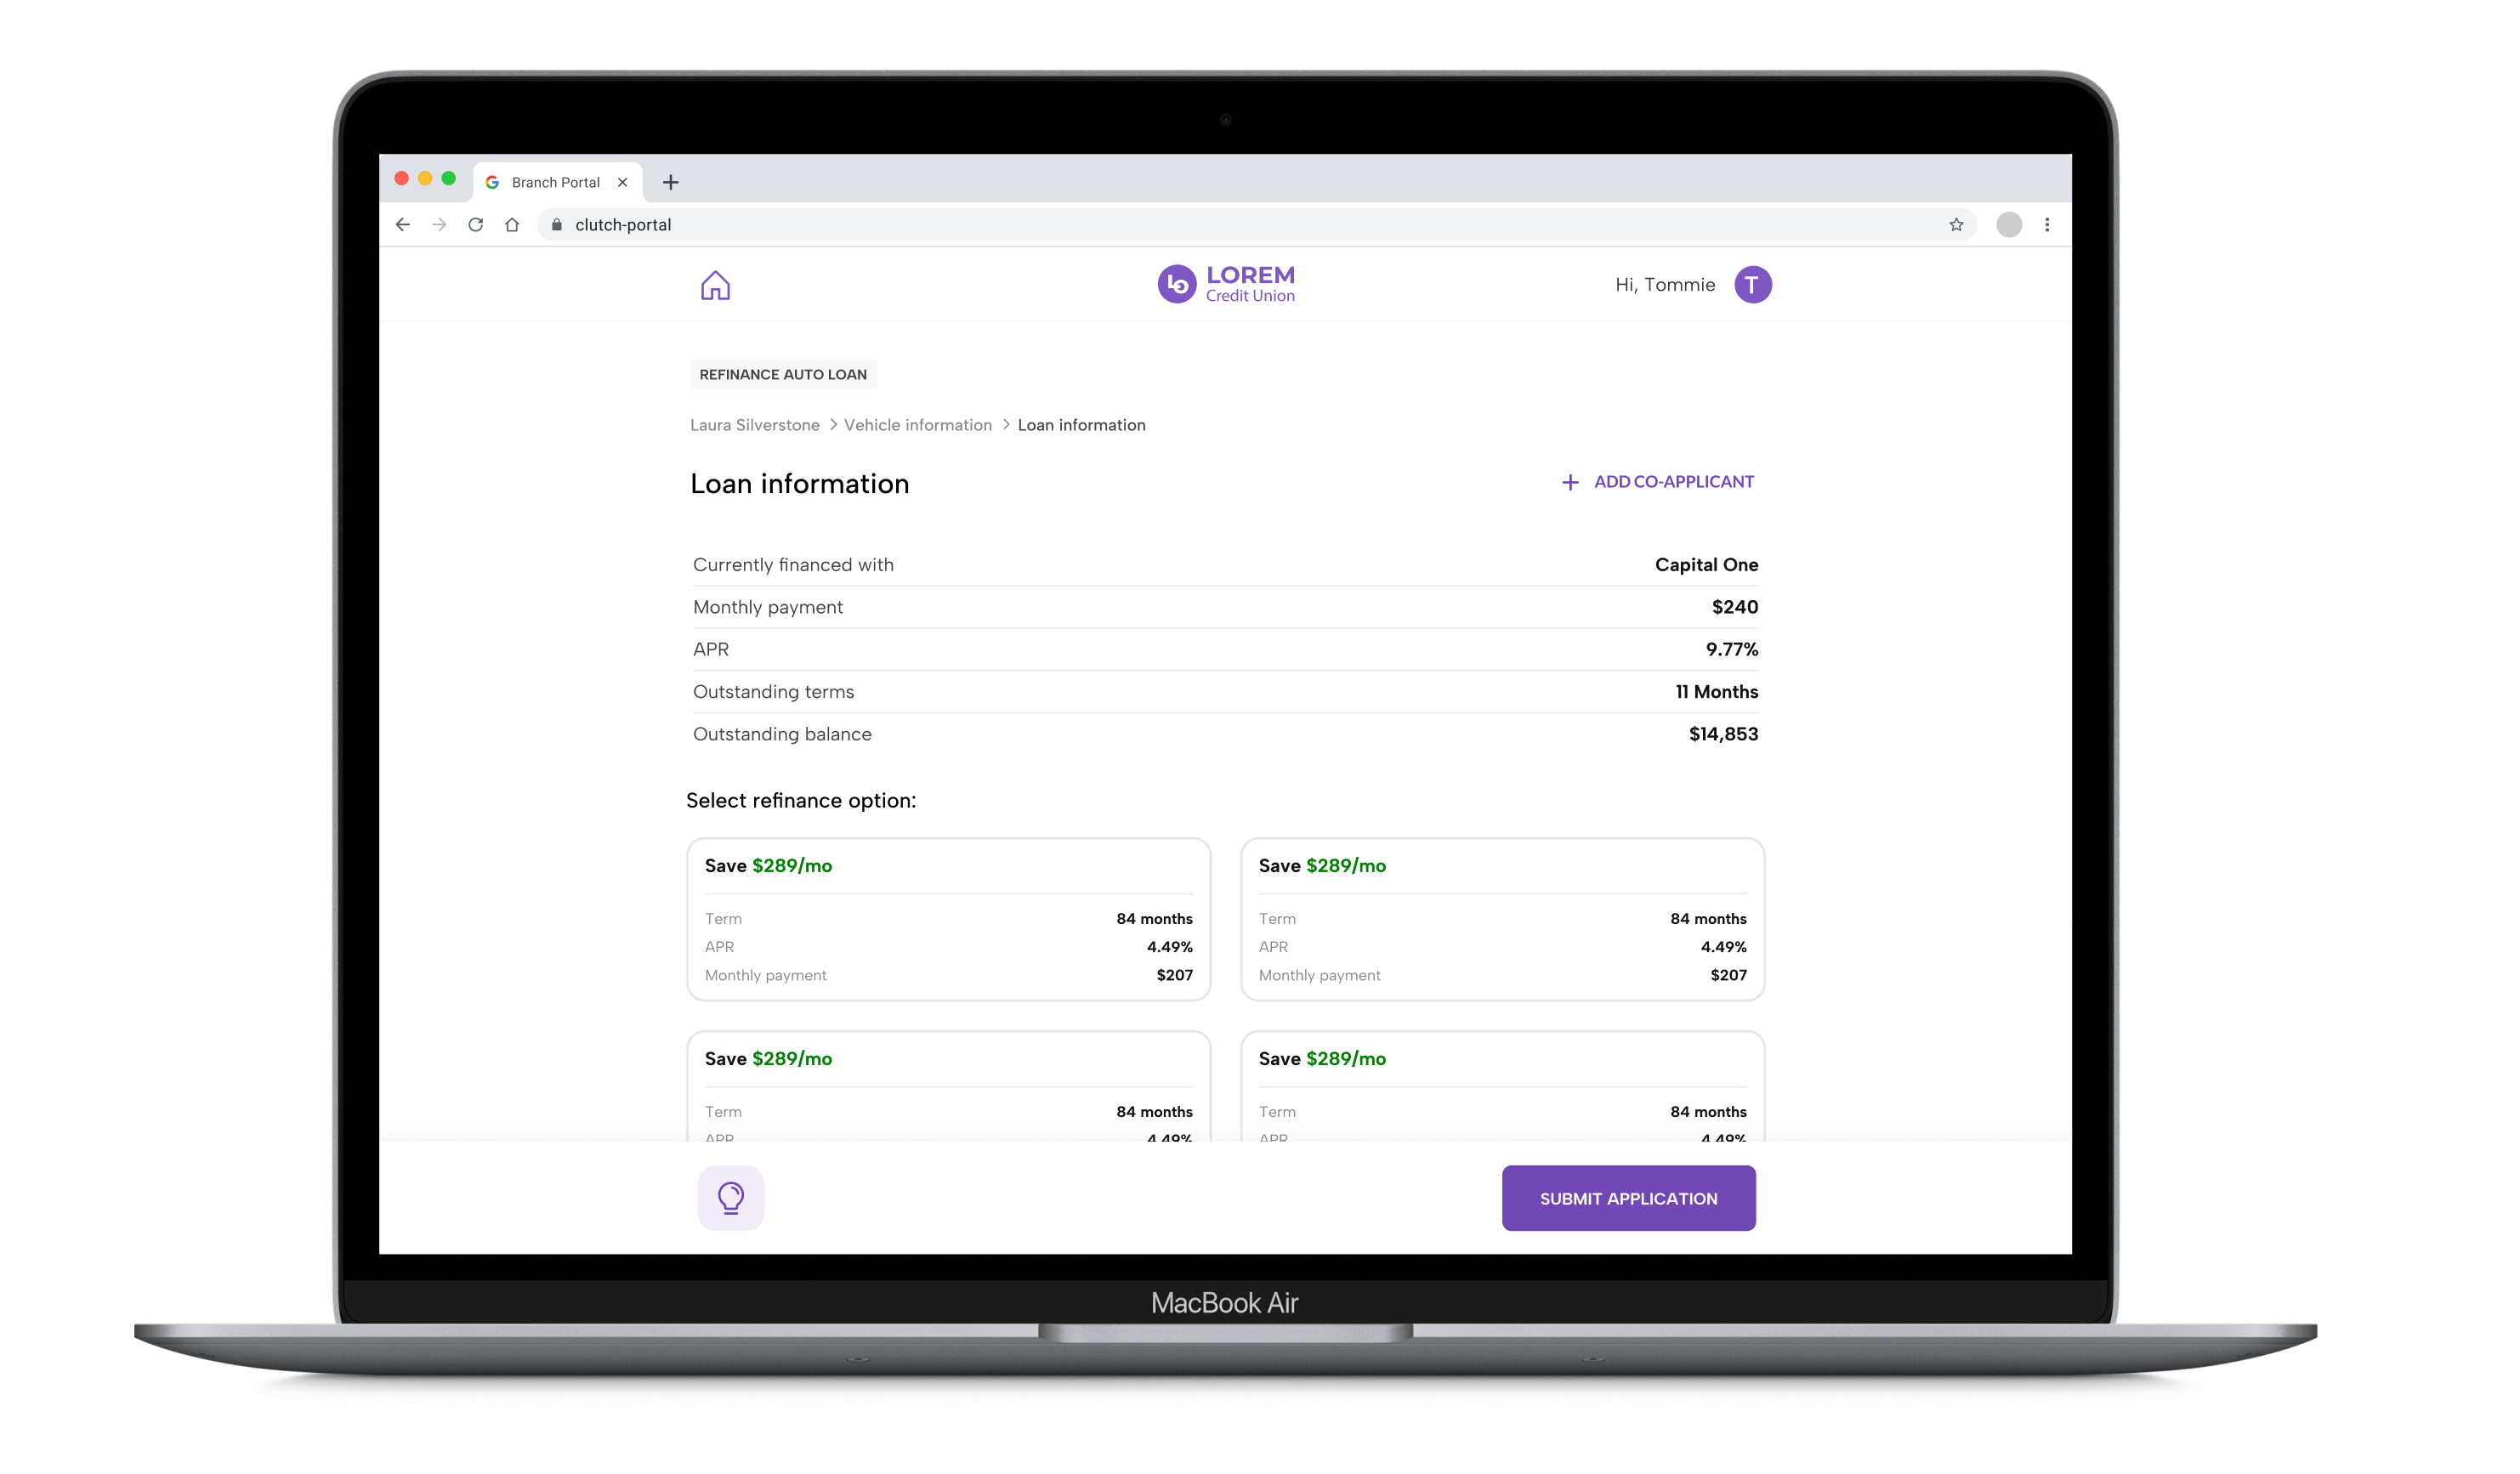 Branch Portal
clutch-portal
LOREM
Credit Union
Hi, Tommie
T
REFINANCE AUTO LOAN
Laura Silverstone > Vehicle information > Loan information
Loan information
+ ADD CO-APPLICANT
Currently financed with Capital One
Monthly payment $240
APR 9.77%
Outstanding terms 11 Months
Outstanding balance $14,853
Select refinance option:
Save $289/mo
Term 84 months
APR 4.49%
Monthly payment $207
Save $289/mo
Term 84 months
APR 4.49%
Monthly payment $207
Save $289/mo
Term 84 months
APR 4.49%
Save $289/mo
Term 84 months
APR 4.49%
SUBMIT APPLICATION
MacBook Air